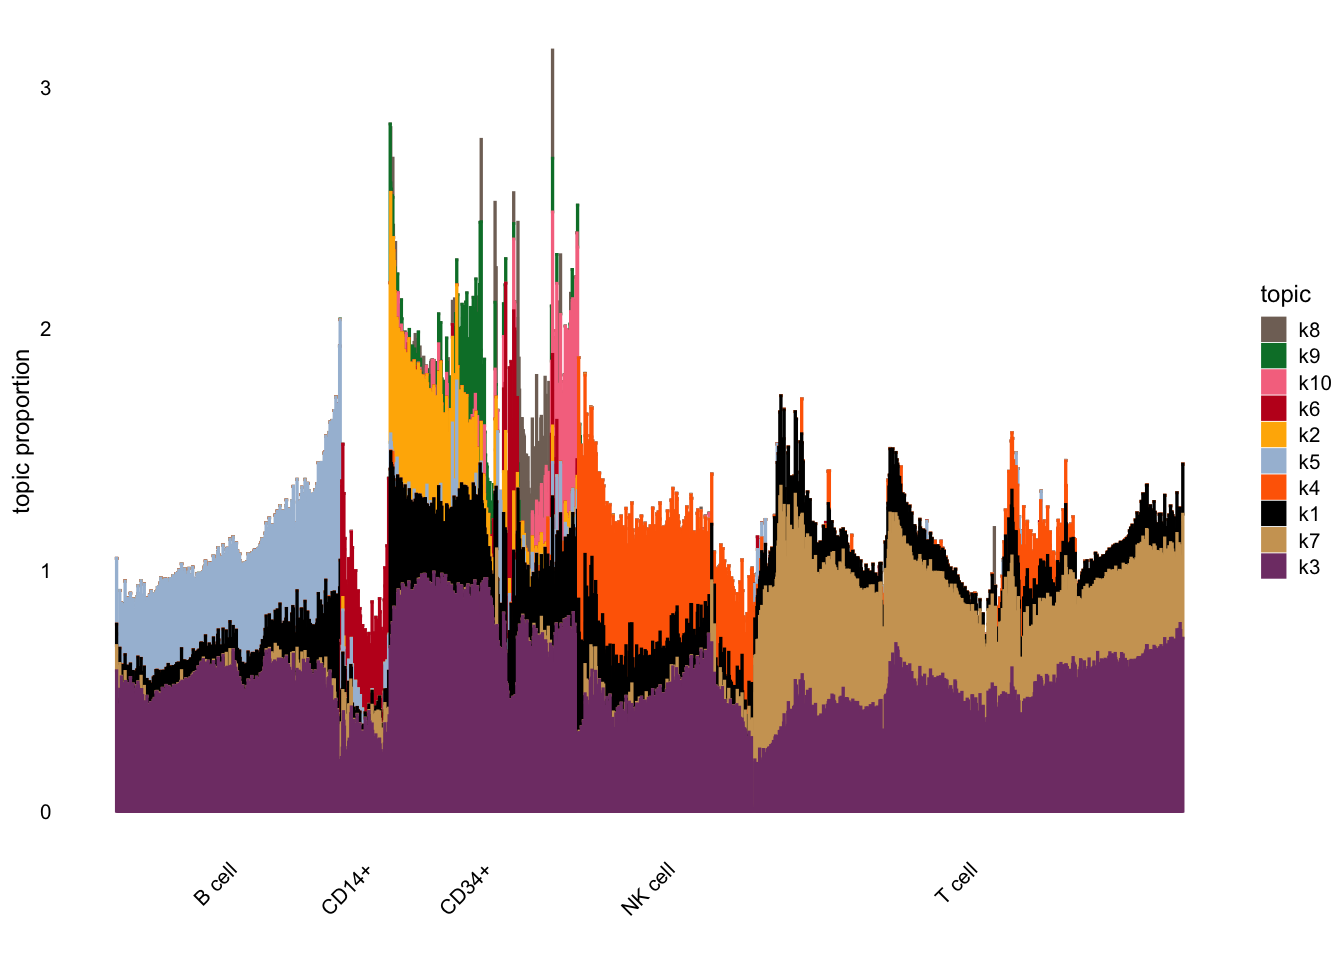 3
2
1
0
topic proportion
B cell
CD14+
CD34+
NK cell
T cell
topic
k8
k9
k10
k6
k2
k5
k4
k1
k7
k3